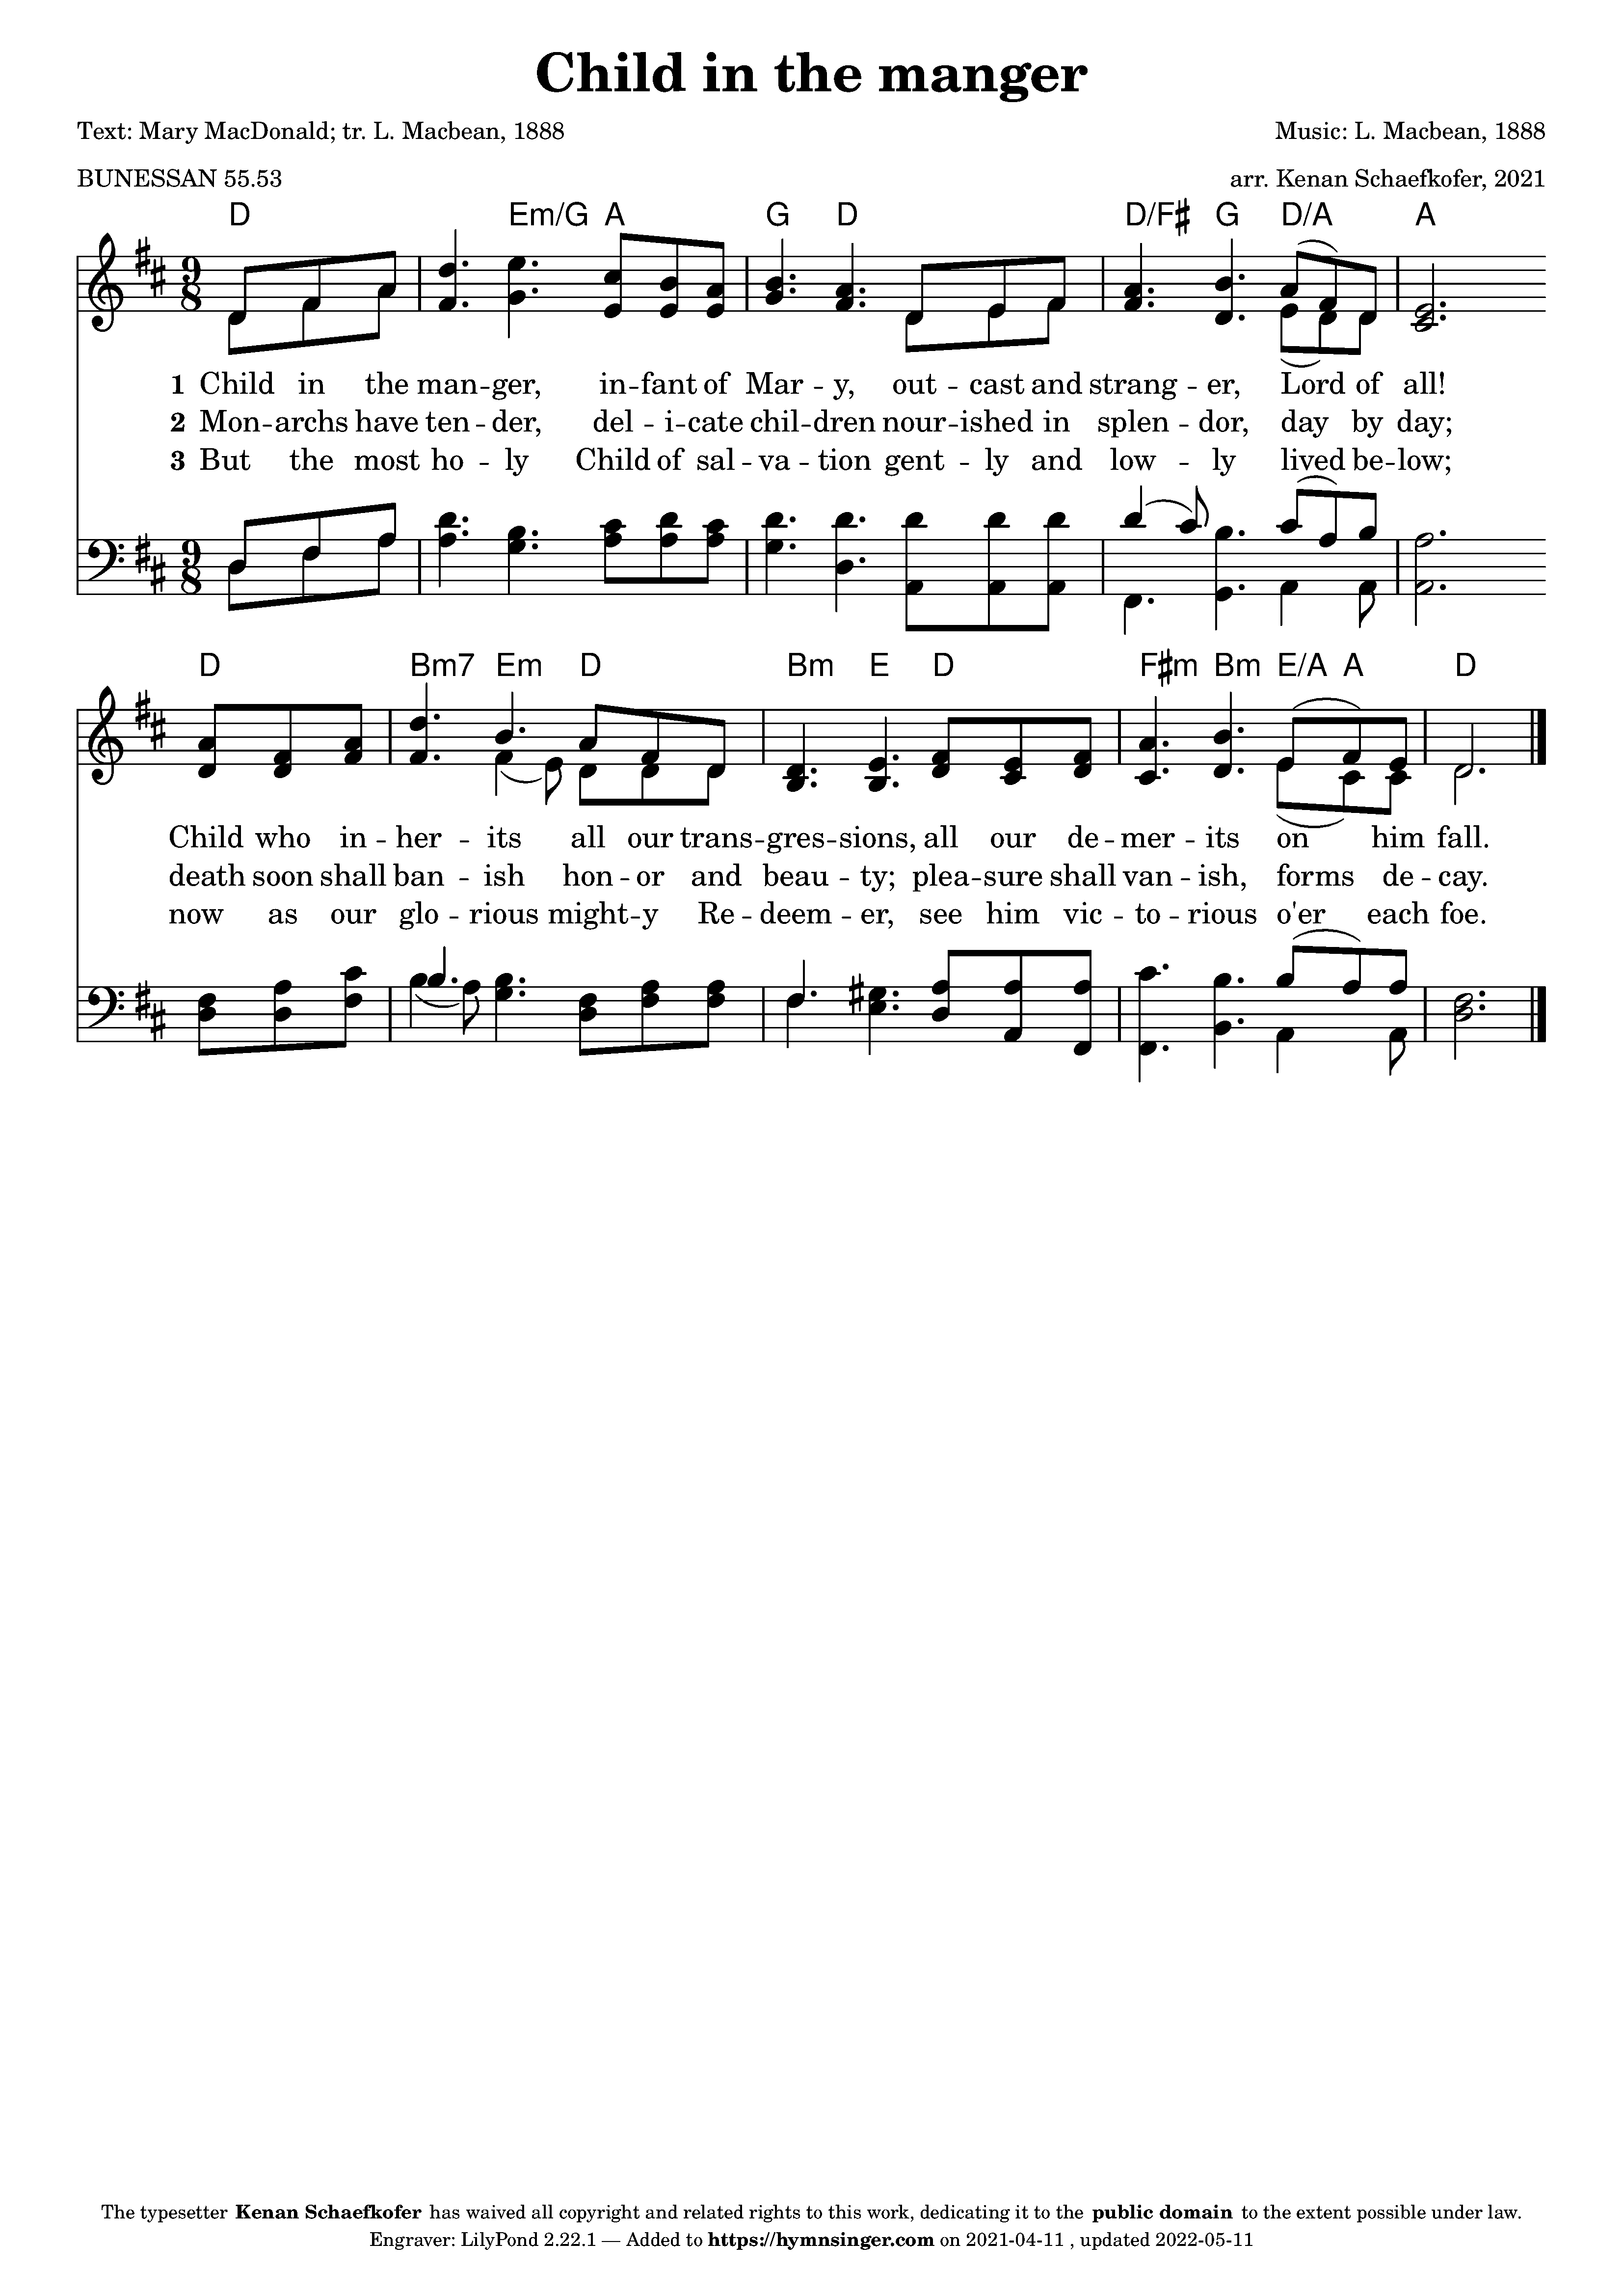 Child in the manger
Text: Mary MacDonald; tr. L. Macbean, 1888 Music: L. Macbean, 1888
BUNESSAN 55.53 arr. Kenan Schaefkofer, 2021
D Em/G A G D D/F♯ G D/A A
9 8
1 Child in the man -- ger, in -- fant of Mar -- y, out -- cast and strang -- er, Lord of all!
2 Mon -- archs have ten -- der, del -- i -- cate chil -- dren nour -- ished in splen -- dor, day by day;
3 But the most ho -- ly Child of sal -- va -- tion gent -- ly and low -- ly lived be -- low;
9 8
D Bm7 Em D Bm E D F♯m Bm E/A A D
Child who in -- her -- its all our trans -- gres -- sions, all our de -- mer -- its on him fall.
death soon shall ban -- ish hon -- or and beau -- ty; plea -- sure shall van -- ish, forms de -- cay.
now as our glo -- rious might -- y Re -- deem -- er, see him vic -- to -- rious o'er each foe.
The typesetter Kenan Schaefkofer has waived all copyright and related rights to this work, dedicating it to the public domain to the extent possible under law.
Engraver: LilyPond 2.22.1 — Added to https://hymnsinger.com on 2021-04-11 , updated 2022-05-11